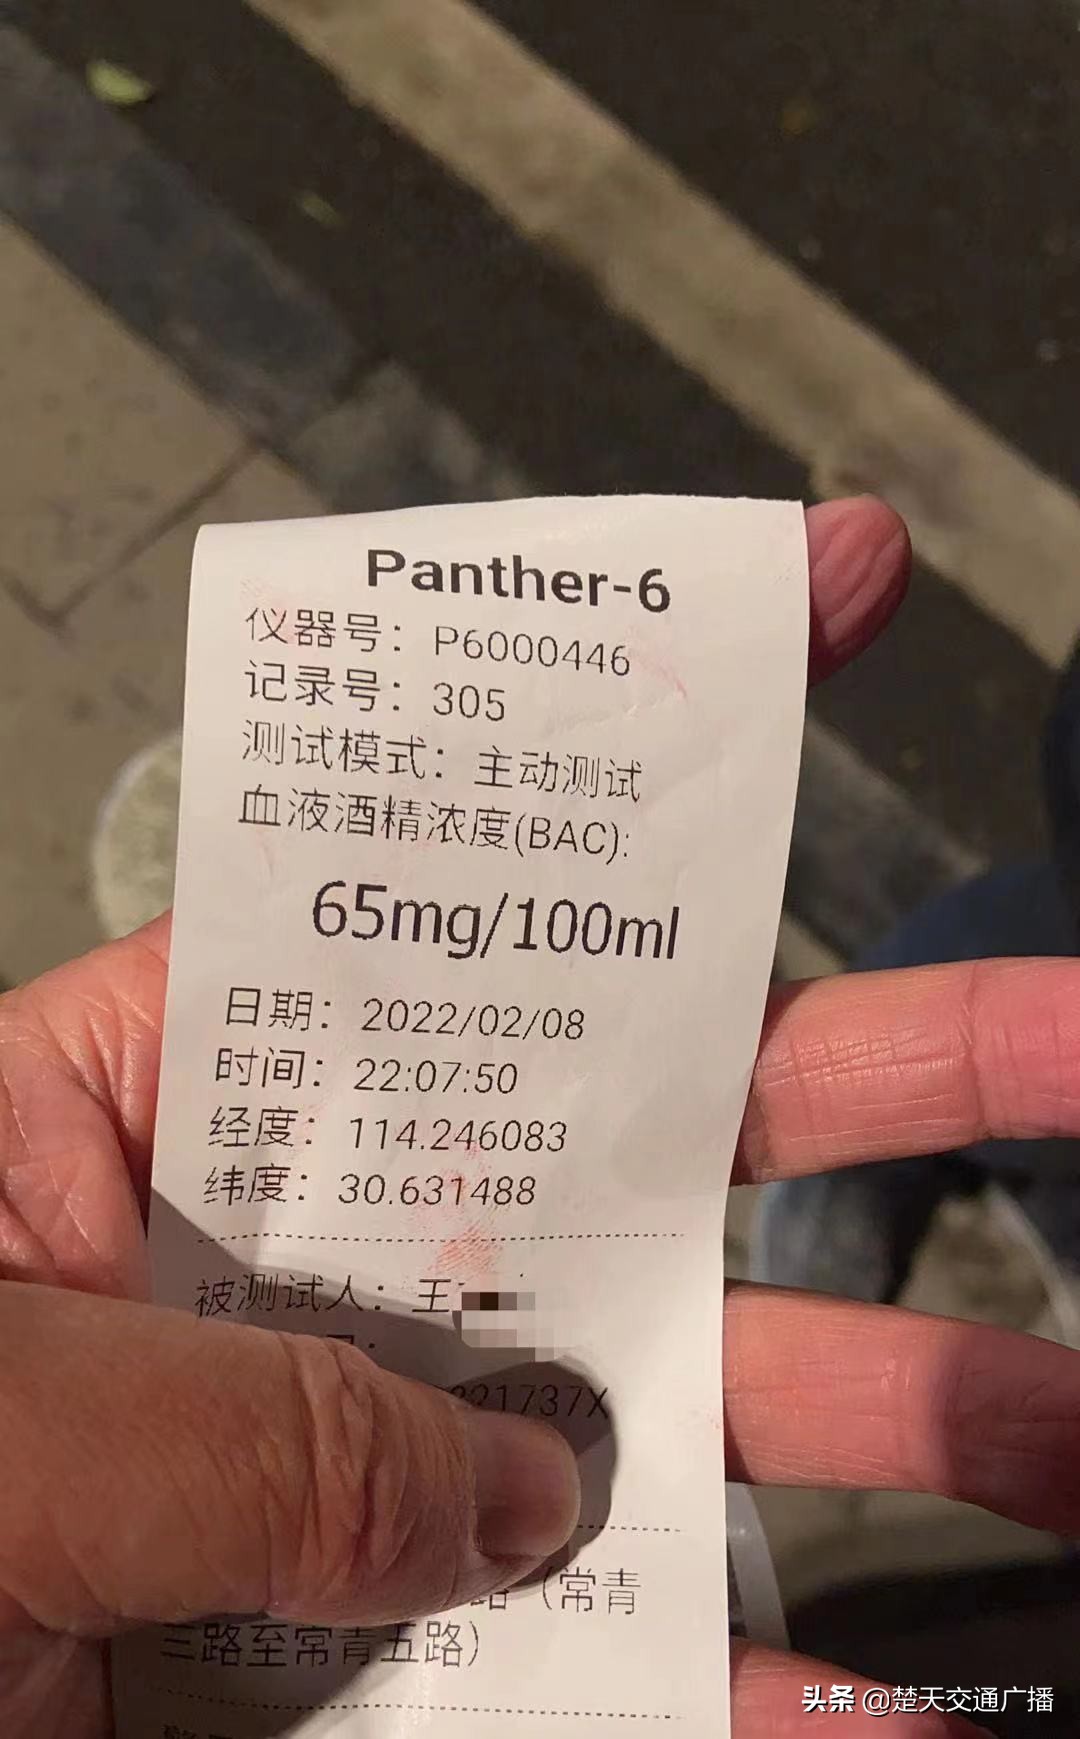 Panther-6
仪器号：P6000446
记录号：305
测试模式：主动测试
血液酒精浓度(BAC):
65mg/100ml
日期：2022/02/08
时间：22:07:50
经度：114.246083
纬度：30.631488
被测试人：王
21737X
路（常青
三路至常青五路）
头条 @楚天交通广播